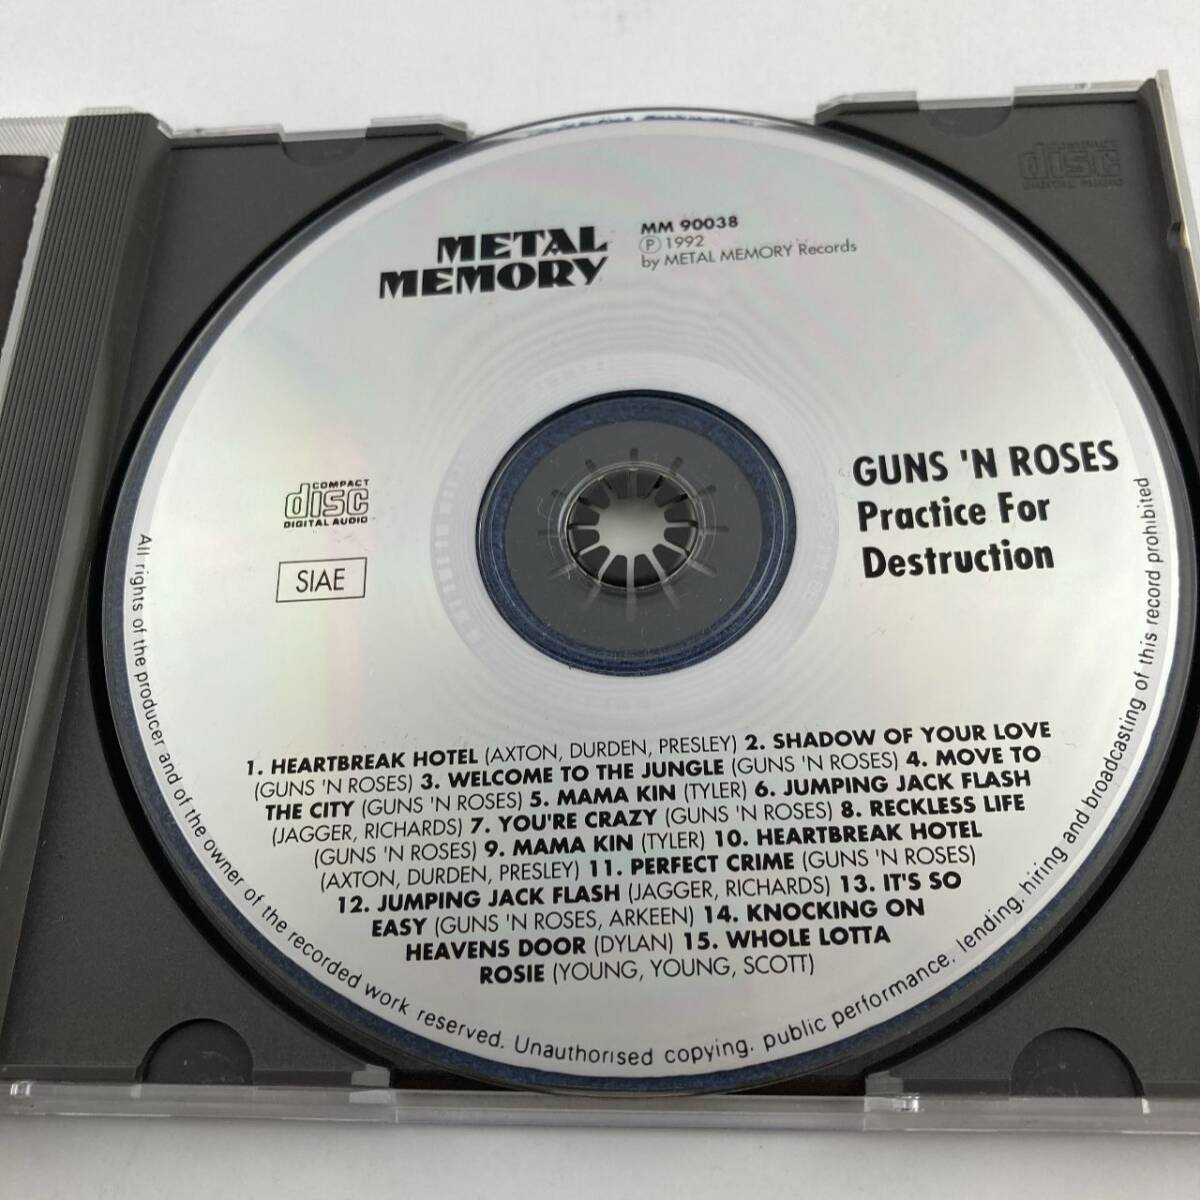 METAL
MEMORY
MM 90038
Ⓟ 1992
by METAL MEMORY Records
COMPACT
disc
DIGITAL AUDIO
COMPACT
disc
DIGITAL AUDIO
SIAE
GUNS 'N ROSES
Practice For
Destruction
1. HEARTBREAK HOTEL (AXTON, DURDEN, PRESLEY) 2. SHADOW OF YOUR LOVE
(GUNS 'N ROSES) 3. WELCOME TO THE JUNGLE (GUNS 'N ROSES) 4. MOVE TO
THE CITY (GUNS 'N ROSES) 5. MAMA KIN (TYLER) 6. JUMPING JACK FLASH
(JAGGER, RICHARDS) 7. YOU'RE CRAZY (GUNS 'N ROSES) 8. RECKLESS LIFE
(GUNS 'N ROSES) 9. MAMA KIN (TYLER) 10. HEARTBREAK HOTEL
(AXTON, DURDEN, PRESLEY) 11. PERFECT CRIME (GUNS 'N ROSES)
12. JUMPING JACK FLASH (JAGGER, RICHARDS) 13. IT'S SO
EASY (GUNS 'N ROSES, ARKEEN) 14. KNOCKING ON
HEAVENS DOOR (DYLAN) 15. WHOLE LOTTA
ROSIE (YOUNG, YOUNG, SCOTT)
All rights of the producer and of the owner of the recorded work reserved. Unauthorised copying. public performance. lending. hiring and broadcasting of this record prohibited